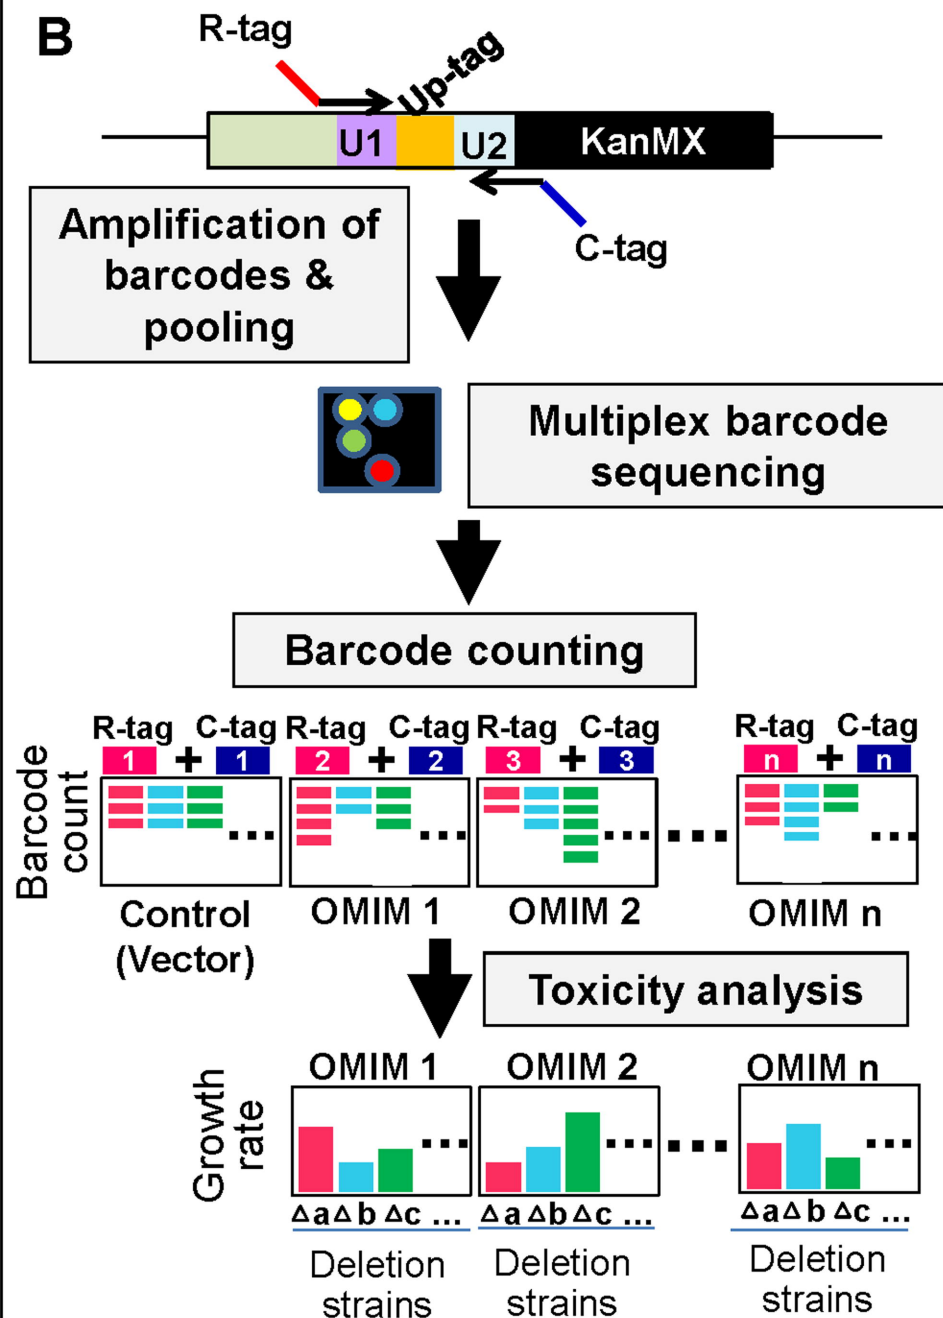 B
R-tag
Up-tag
U1
U2
KanMX
C-tag
Amplification of
barcodes &
pooling
Multiplex barcode
sequencing
Barcode counting
R-tag C-tag R-tag C-tag R-tag C-tag R-tag C-tag
1 + 1 2 + 2 3 + 3 n + n
Barcode
count
... ... ... ... ...
Control
(Vector)
OMIM 1
OMIM 2
OMIM n
Toxicity analysis
OMIM 1 OMIM 2 OMIM n
Growth
rate
... ... ... ...
Δa Δb Δc ... Δa Δb Δc ... Δa Δb Δc ...
Deletion
strains
Deletion
strains
Deletion
strains